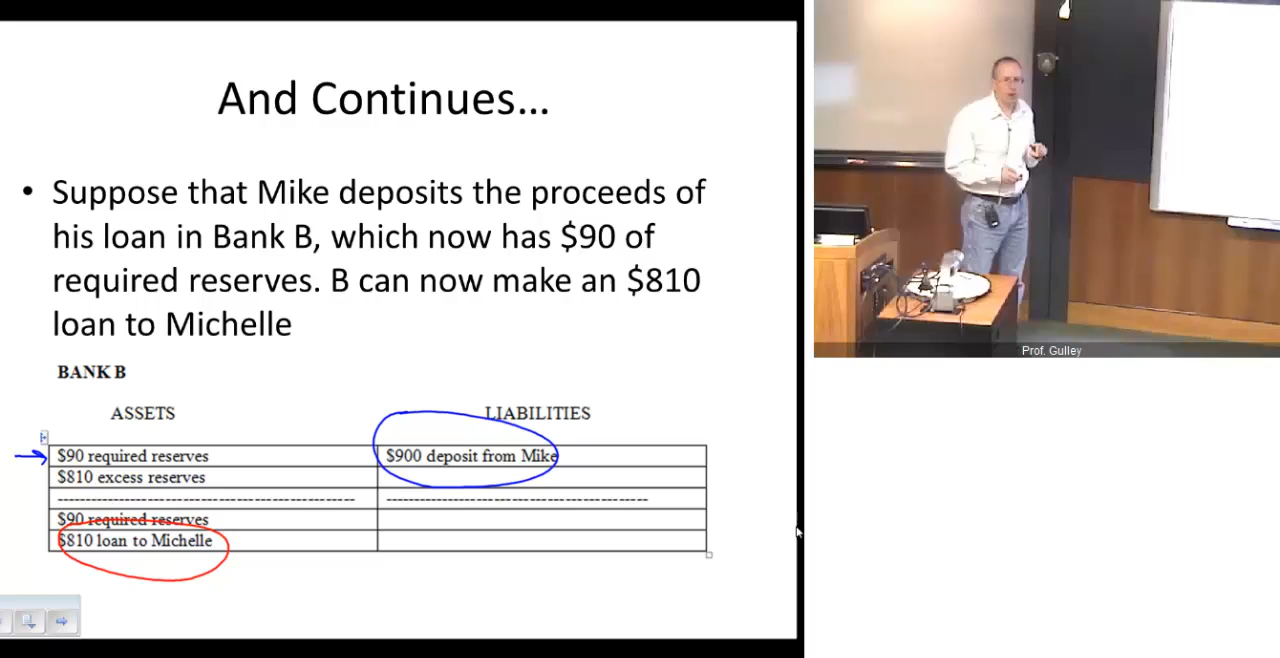 And Continues...
• Suppose that Mike deposits the proceeds of
his loan in Bank B, which now has $90 of
required reserves. B can now make an $810
loan to Michelle
BANK B
ASSETS LIABILITIES
$90 required reserves $900 deposit from Mike
$810 excess reserves
$90 required reserves
$810 loan to Michelle
Prof. Gulley